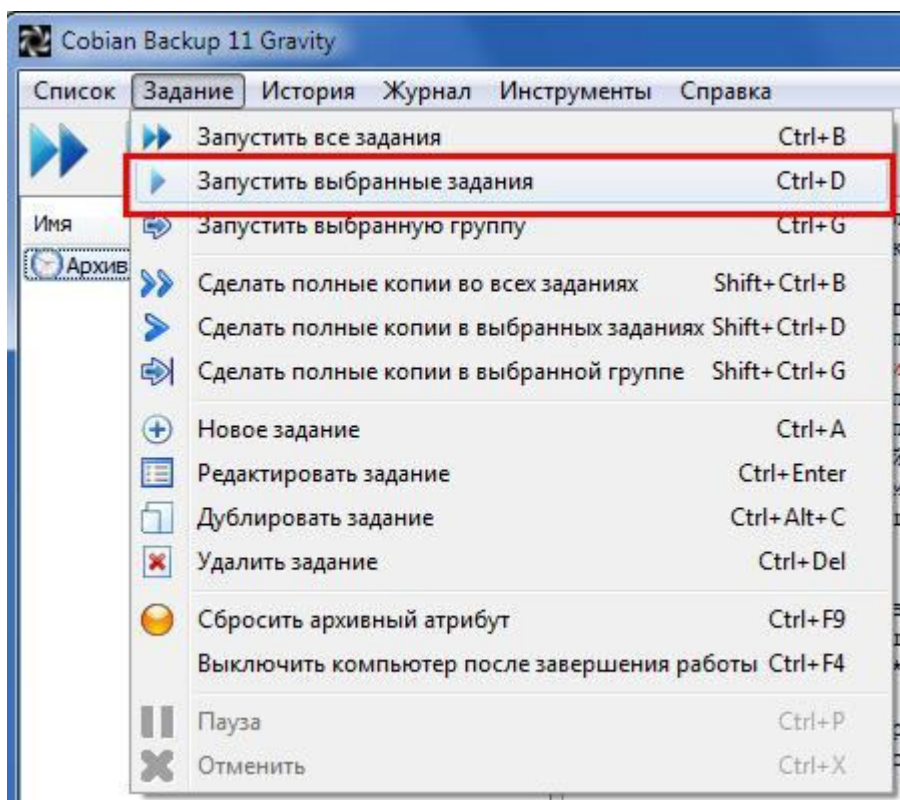 Cobian Backup 11 Gravity
Список Задание История Журнал Инструменты Справка
Запустить все задания Ctrl+B
Запустить выбранные задания Ctrl+D
Имя
Запустить выбранную группу Ctrl+G
Архив
Сделать полные копии во всех заданиях Shift+Ctrl+B
Сделать полные копии в выбранных заданиях Shift+Ctrl+D
Сделать полные копии в выбранной группе Shift+Ctrl+G
Новое задание Ctrl+A
Редактировать задание Ctrl+Enter
Дублировать задание Ctrl+Alt+C
Удалить задание Ctrl+Del
Сбросить архивный атрибут Ctrl+F9
Выключить компьютер после завершения работы Ctrl+F4
Пауза Ctrl+P
Отменить Ctrl+X